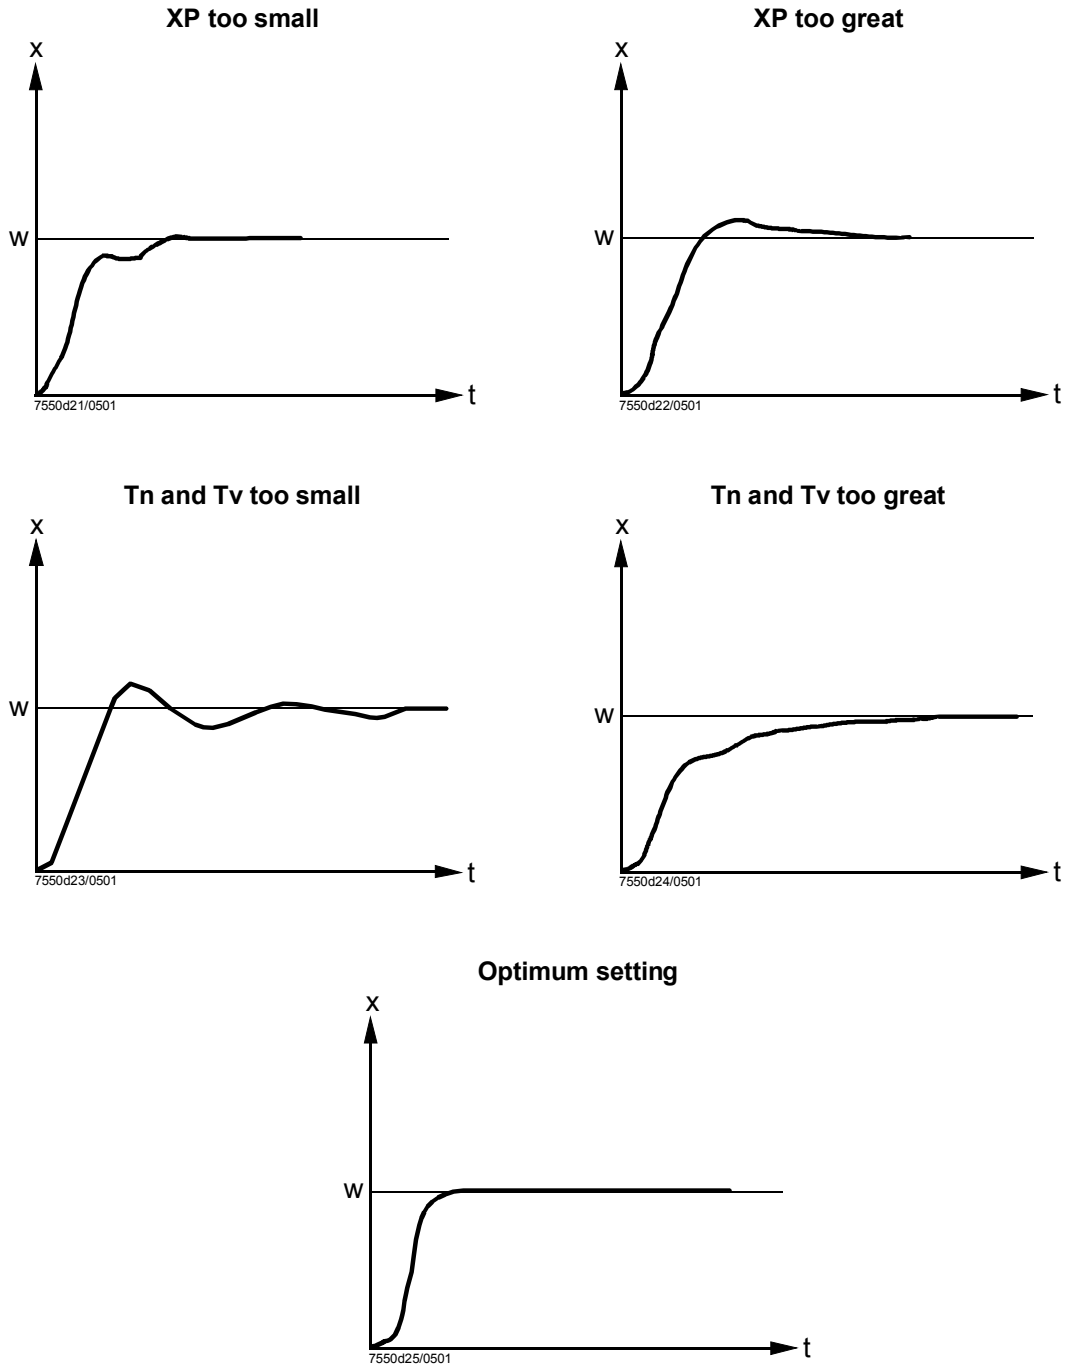 XP too small
XP too great
x
x
w
w
t
t
7550d21/0501
7550d22/0501
Tn and Tv too small
Tn and Tv too great
x
x
w
w
t
t
7550d23/0501
7550d24/0501
Optimum setting
x
w
t
7550d25/0501